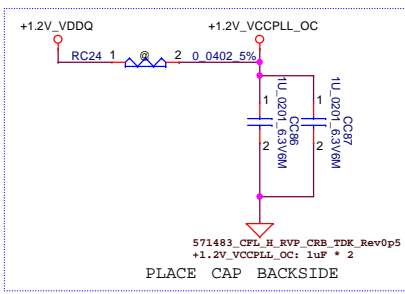 +1.2V_VDDQ
+1.2V_VCCPLL_OC
RC24 1 @ 2 0_0402_5%
1
2
CC86
1U_0201_6.3V6M
1
2
CC87
1U_0201_6.3V6M
571483_CFL_H_RVP_CRB_TDK_Rev0p5
+1.2V_VCCPLL_OC: 1uF * 2
PLACE CAP BACKSIDE